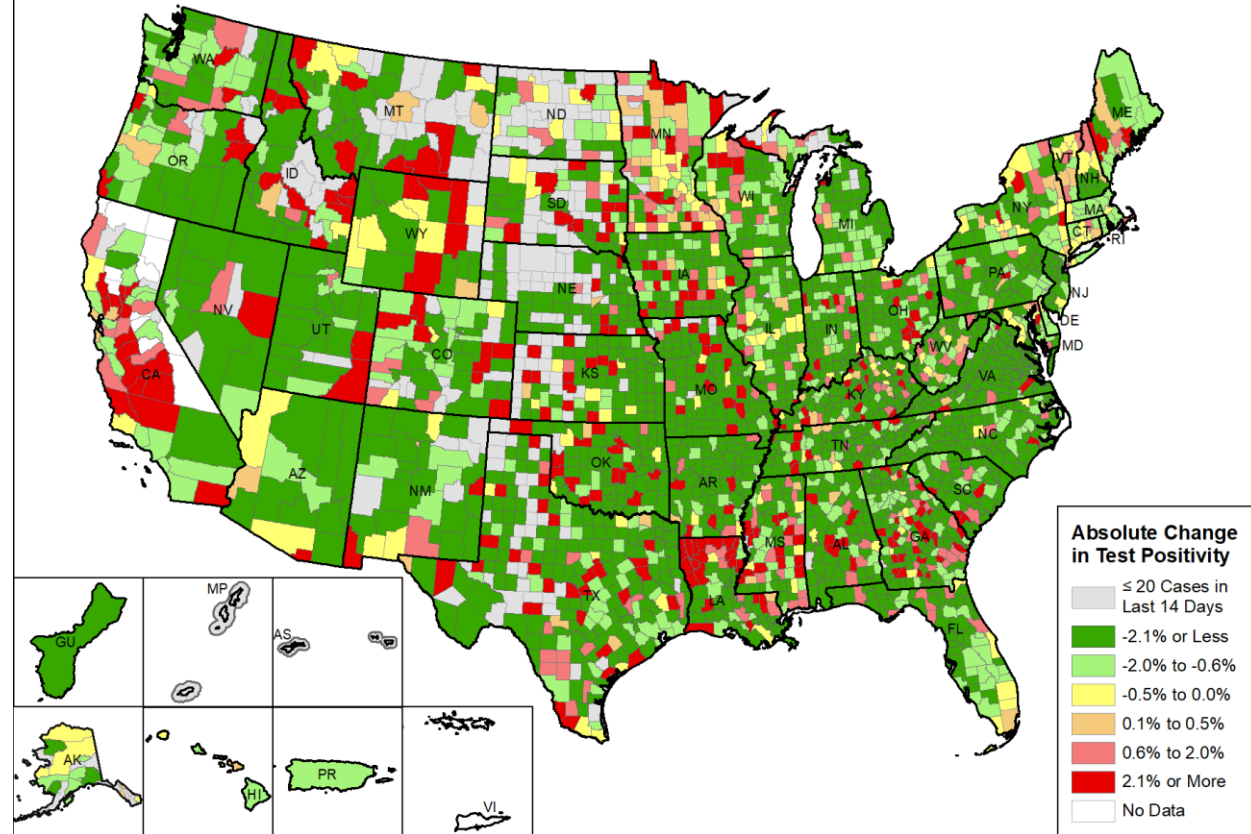 WA
MT
ND
MN
ME
OR
ID
SD
WI
VT
NH
NY
MA
CT
RI
WY
MI
IA
PA
NJ
NE
NV
UT
CO
IL
IN
OH
DE
MD
WV
VA
CA
KS
MO
KY
NC
TN
AZ
NM
OK
AR
SC
MS
AL
GA
TX
LA
FL
GU
MP
AS
AK
HI
PR
VI
Absolute Change
in Test Positivity
≤ 20 Cases in
Last 14 Days
-2.1% or Less
-2.0% to -0.6%
-0.5% to 0.0%
0.1% to 0.5%
0.6% to 2.0%
2.1% or More
No Data